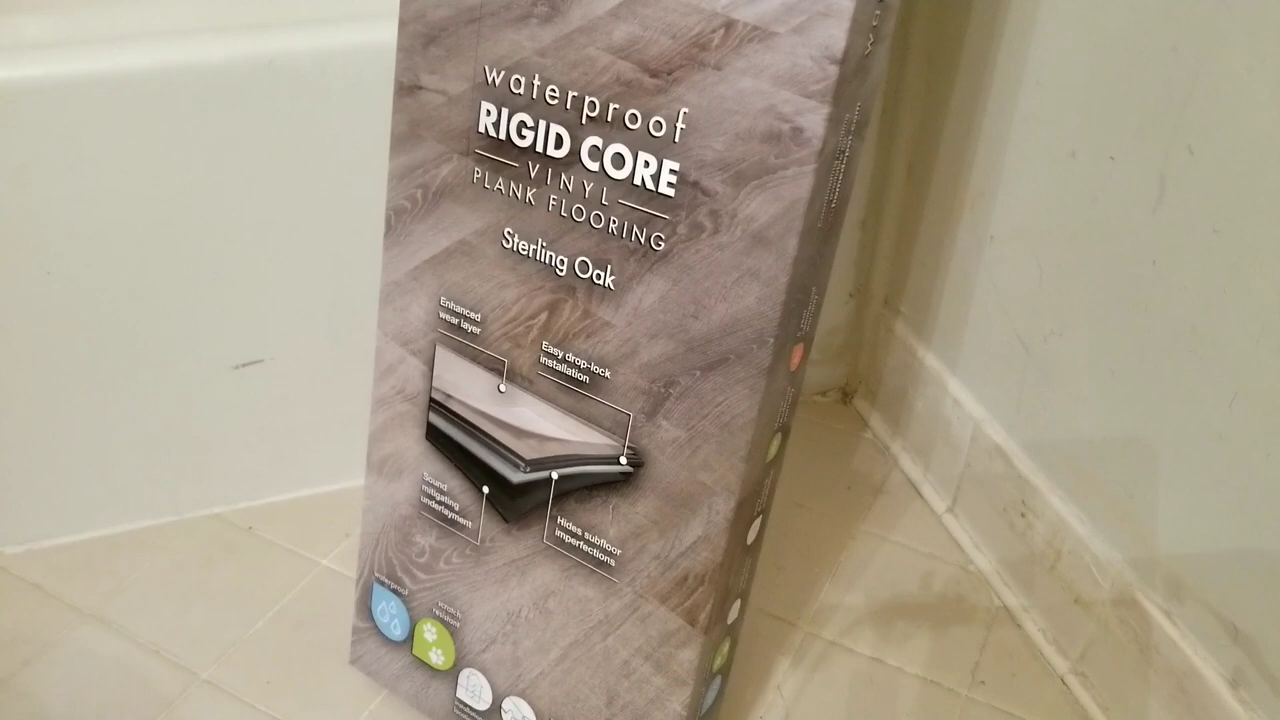 waterproof
RIGID CORE
VINYL
PLANK FLOORING
Sterling Oak
Enhanced
wear layer
Easy drop-lock
installation
Sound
mitigating
underlayment
Hides subfloor
imperfections
waterproof
scratch
resistant